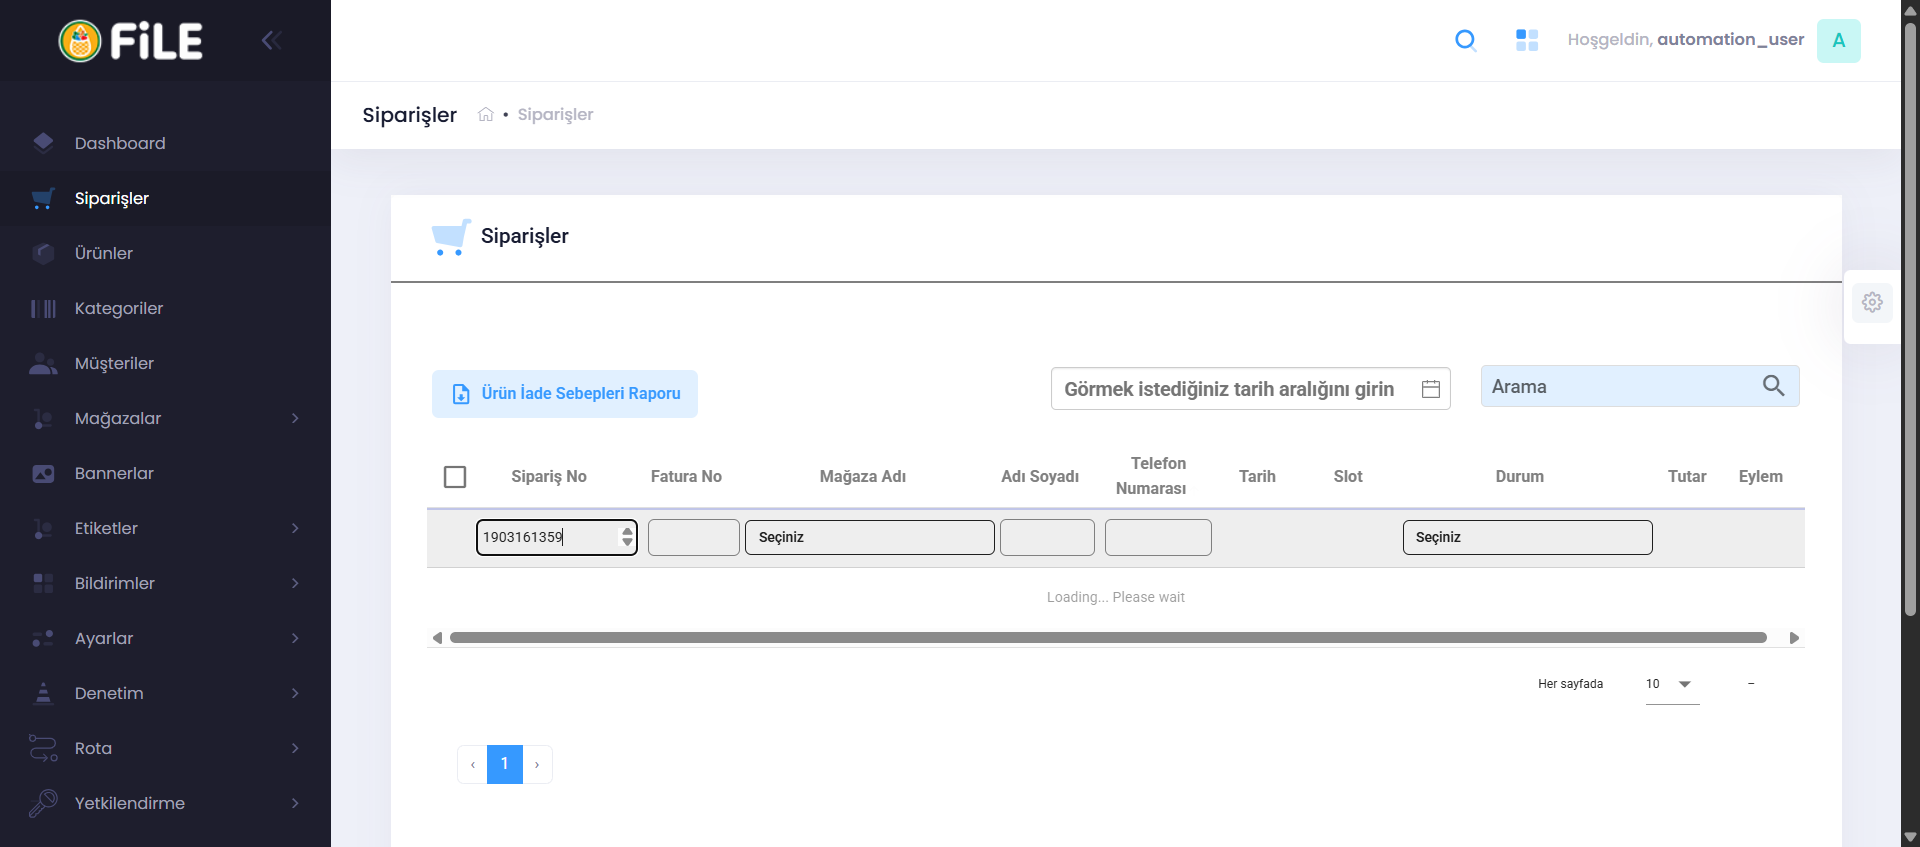 FiLE
Hoşgeldin, automation_user
A
Siparişler • Siparişler
Dashboard
Siparişler
Ürünler
Kategoriler
Müşteriler
Mağazalar
Bannerlar
Etiketler
Bildirimler
Ayarlar
Denetim
Rota
Yetkilendirme
Siparişler
Ürün İade Sebepleri Raporu
Görmek istediğiniz tarih aralığını girin
Arama
Sipariş No
Fatura No
Mağaza Adı
Adı Soyadı
Telefon
Numarası
Tarih
Slot
Durum
Tutar
Eylem
1903161359
Seçiniz
Seçiniz
Loading... Please wait
Her sayfada 10 –
‹ 1 ›